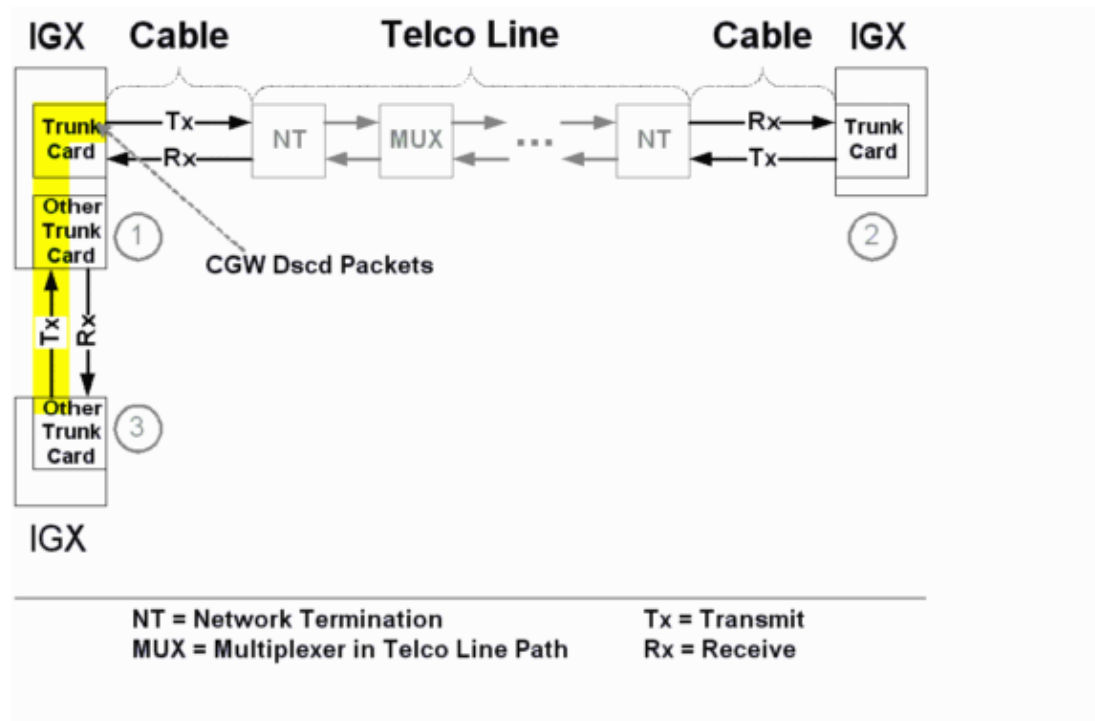 IGX Cable Telco Line Cable IGX
Trunk Card
Tx
Rx
NT
MUX
...
NT
Rx
Tx
Trunk Card
Other Trunk Card
1
2
CGW Dscd Packets
Tx
Rx
Other Trunk Card
3
IGX
NT = Network Termination
Tx = Transmit
MUX = Multiplexer in Telco Line Path
Rx = Receive